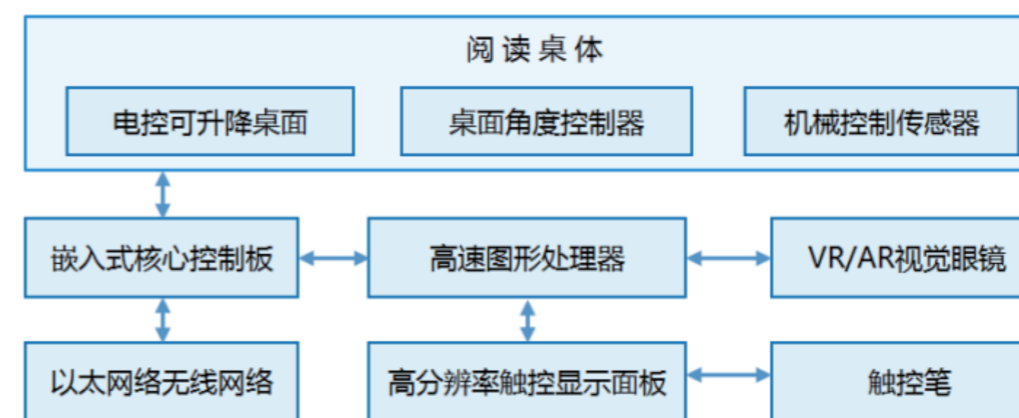 阅读桌体
电控可升降桌面 桌面角度控制器 机械控制传感器
嵌入式核心控制板 高速图形处理器 VR/AR视觉眼镜
以太网络无线网络 高分辨率触控显示面板 触控笔